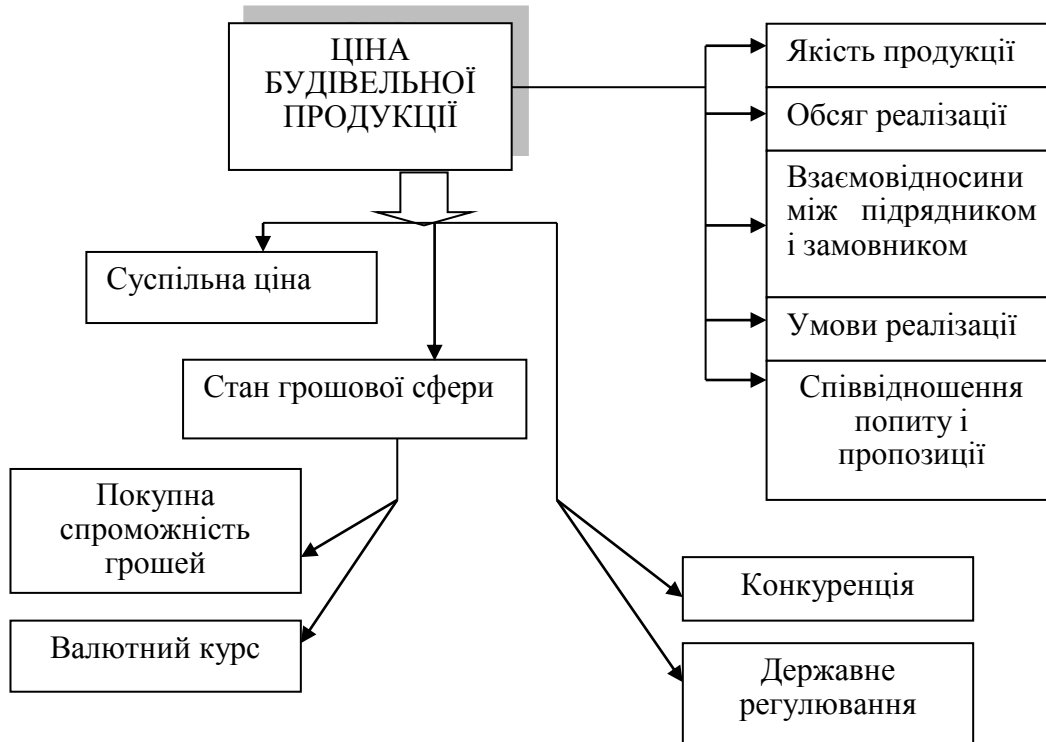 ЦІНА
БУДІВЕЛЬНОЇ
ПРОДУКЦІЇ
Якість продукції
Обсяг реалізації
Взаємовідносини
між підрядником
і замовником
Умови реалізації
Співвідношення
попиту і
пропозиції
Суспільна ціна
Стан грошової сфери
Покупна
спроможність
грошей
Валютний курс
Конкуренція
Державне
регулювання